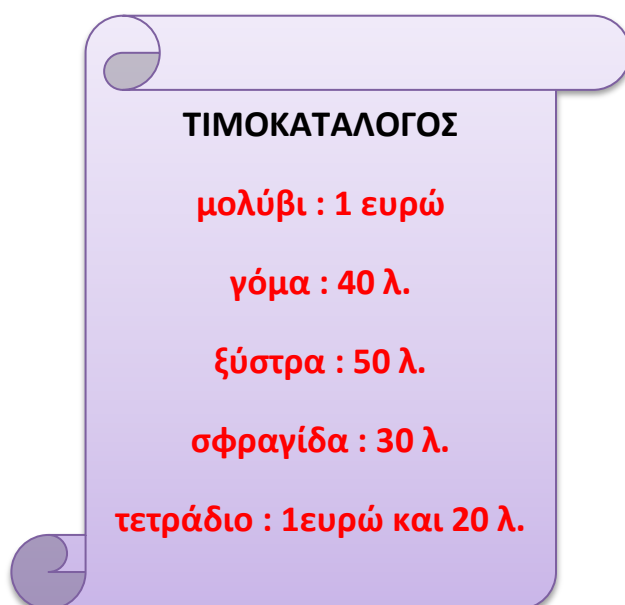 ΤΙΜΟΚΑΤΑΛΟΓΟΣ
μολύβι : 1 ευρώ
γόμα : 40 λ.
ξύστρα : 50 λ.
σφραγίδα : 30 λ.
τετράδιο : 1ευρώ και 20 λ.